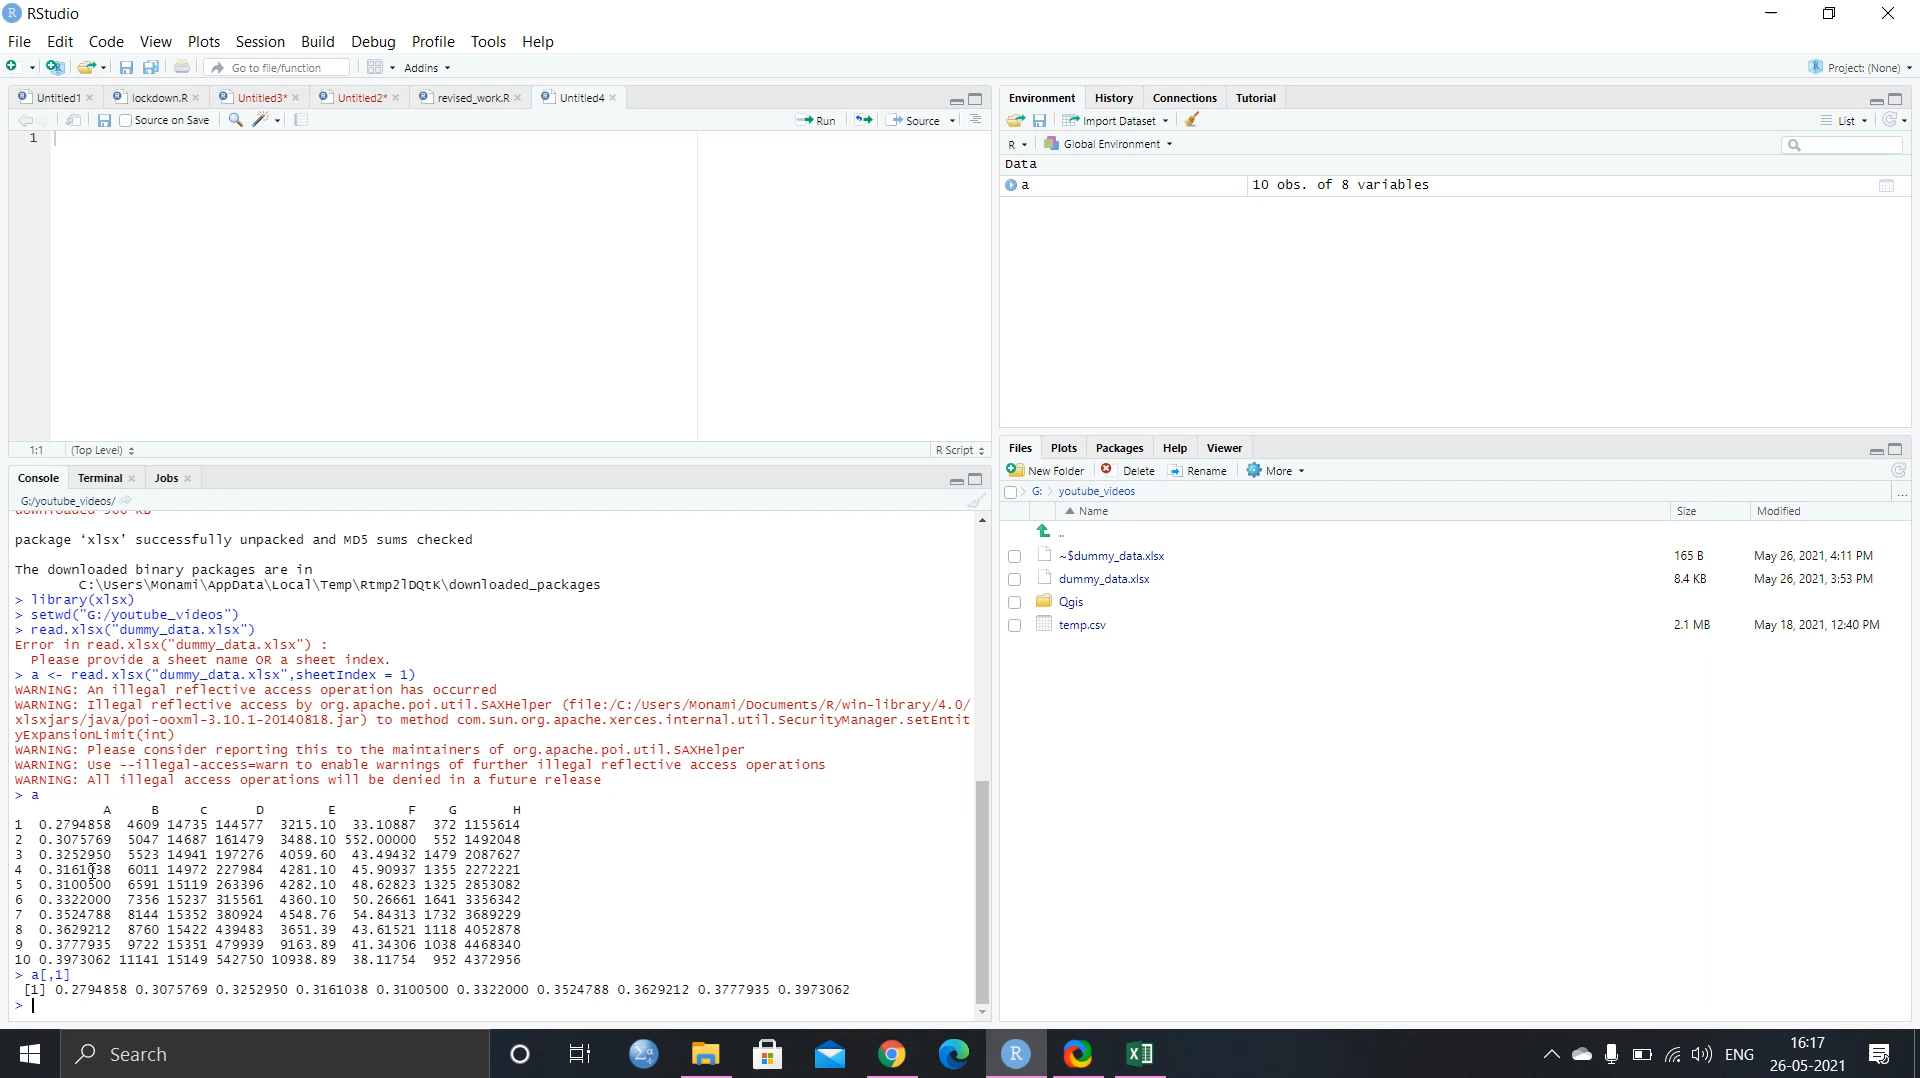 RStudio
File Edit Code View Plots Session Build Debug Profile Tools Help
Go to file/function Addins Project: (None)
Untitled1 lockdown.R Untitled3* Untitled2* revised_work.R Untitled4
Source on Save Run Source
1
1:1 (Top Level) R Script
Console Terminal Jobs
G:/youtube_videos/
package ‘xlsx’ successfully unpacked and MD5 sums checked
The downloaded binary packages are in
C:\Users\Monami\AppData\Local\Temp\Rtmp2lDQtK\downloaded_packages
> library(xlsx)
> setwd("G:/youtube_videos")
> read.xlsx("dummy_data.xlsx")
Error in read.xlsx("dummy_data.xlsx") :
Please provide a sheet name OR a sheet index.
> a <- read.xlsx("dummy_data.xlsx",sheetIndex = 1)
WARNING: An illegal reflective access operation has occurred
WARNING: Illegal reflective access by org.apache.poi.util.SAXHelper (file:/C:/Users/Monami/Documents/R/win-library/4.0/
xlsxjars/java/poi-ooxml-3.10.1-20140818.jar) to method com.sun.org.apache.xerces.internal.util.SecurityManager.setEntit
yExpansionLimit(int)
WARNING: Please consider reporting this to the maintainers of org.apache.poi.util.SAXHelper
WARNING: Use --illegal-access=warn to enable warnings of further illegal reflective access operations
WARNING: All illegal access operations will be denied in a future release
> a
A B C D E F G H
1 0.2794858 4609 14735 144577 3215.10 33.10887 372 1155614
2 0.3075769 5047 14687 161479 3488.10 552.00000 552 1492048
3 0.3252950 5523 14941 197276 4059.60 43.49432 1479 2087627
4 0.3161038 6011 14972 227984 4281.10 45.90937 1355 2272221
5 0.3100500 6591 15119 263396 4282.10 48.62823 1325 2853082
6 0.3322000 7356 15237 315561 4360.10 50.26661 1641 3356342
7 0.3524788 8144 15352 380924 4548.76 54.84313 1732 3689229
8 0.3629212 8760 15422 439483 3651.39 43.61521 1118 4052878
9 0.3777935 9722 15351 479939 9163.89 41.34306 1038 4468340
10 0.3973062 11141 15149 542750 10938.89 38.11754 952 4372956
> a[,1]
[1] 0.2794858 0.3075769 0.3252950 0.3161038 0.3100500 0.3322000 0.3524788 0.3629212 0.3777935 0.3973062
>
Environment History Connections Tutorial
Import Dataset List
R Global Environment
Data
a 10 obs. of 8 variables
Files Plots Packages Help Viewer
New Folder Delete Rename More
G: youtube_videos ...
Name Size Modified
..
~$dummy_data.xlsx 165 B May 26, 2021, 4:11 PM
dummy_data.xlsx 8.4 KB May 26, 2021, 3:53 PM
Qgis
temp.csv 2.1 MB May 18, 2021, 12:40 PM
Search ENG 16:17
26-05-2021